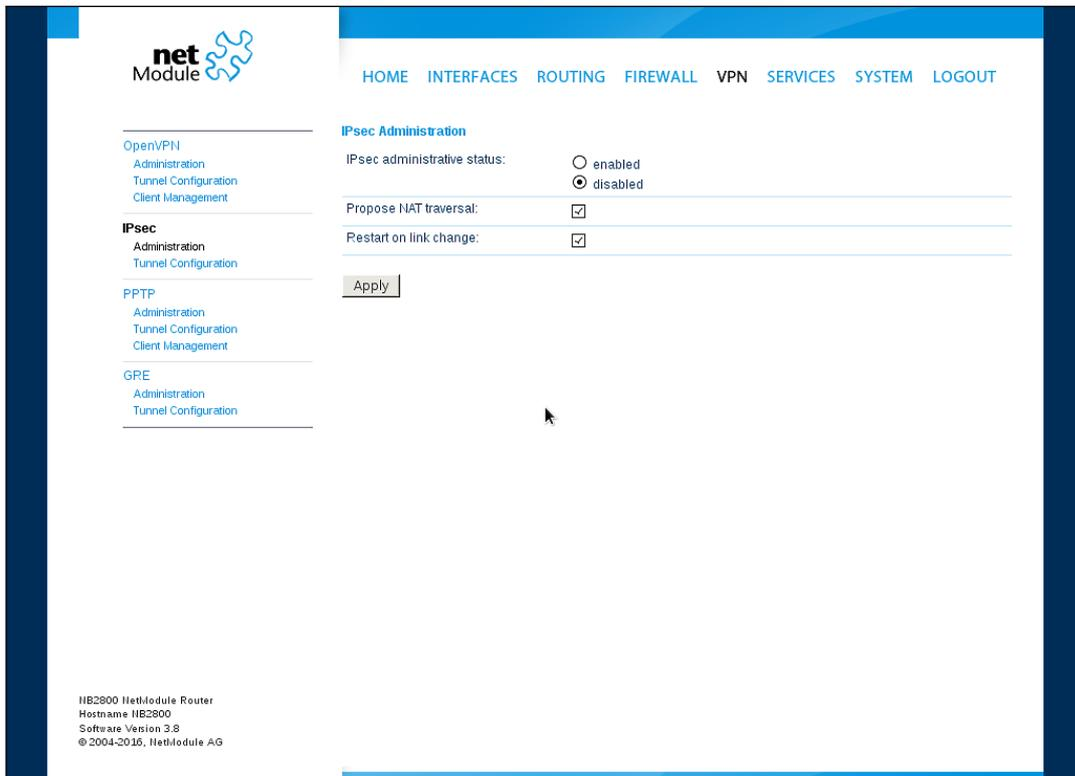 net
Module
HOME INTERFACES ROUTING FIREWALL VPN SERVICES SYSTEM LOGOUT
OpenVPN
Administration
Tunnel Configuration
Client Management
IPsec
Administration
Tunnel Configuration
PPTP
Administration
Tunnel Configuration
Client Management
GRE
Administration
Tunnel Configuration
IPsec Administration
IPsec administrative status:
enabled
disabled
Propose NAT traversal:
Restart on link change:
Apply
NB2800 NetModule Router
Hostname NB2800
Software Version 3.8
© 2004-2016, NetModule AG